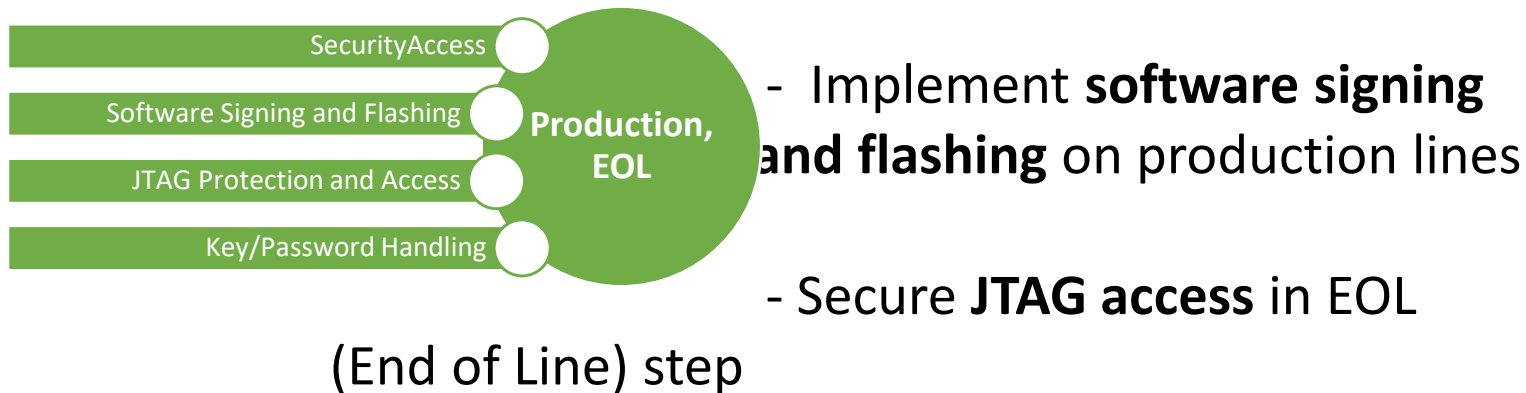 SecurityAccess
Software Signing and Flashing
JTAG Protection and Access
Key/Password Handling
Production,
EOL
- Implement software signing
and flashing on production lines
- Secure JTAG access in EOL
(End of Line) step